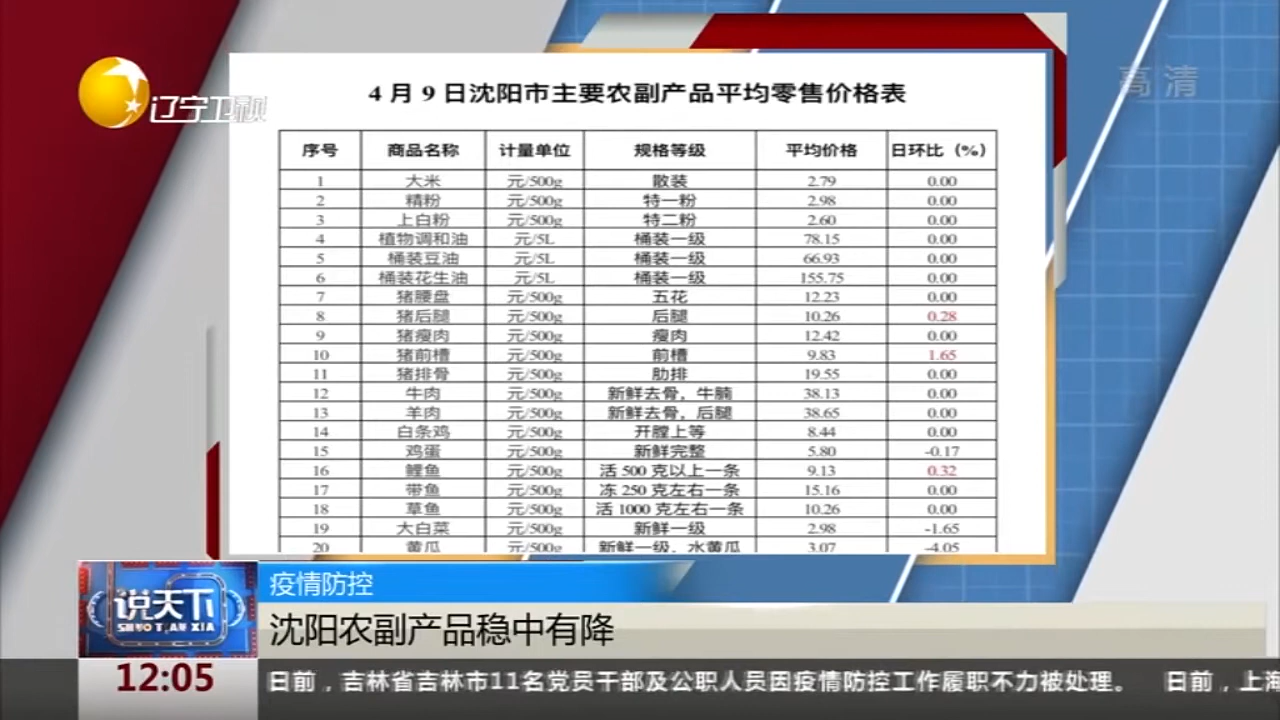 辽宁卫视
高清
4月9日沈阳市主要农副产品平均零售价格表
序号 商品名称 计量单位 规格等级 平均价格 日环比（%）
1 大米 元/500g 散装 2.79 0.00
2 精粉 元/500g 特一粉 2.98 0.00
3 上白粉 元/500g 特二粉 2.60 0.00
4 植物调和油 元/5L 桶装一级 78.15 0.00
5 桶装豆油 元/5L 桶装一级 66.93 0.00
6 桶装花生油 元/5L 桶装一级 155.75 0.00
7 猪腰盘 元/500g 五花 12.23 0.00
8 猪后腿 元/500g 后腿 10.26 0.28
9 猪瘦肉 元/500g 瘦肉 12.42 0.00
10 猪前槽 元/500g 前槽 9.83 1.65
11 猪排骨 元/500g 肋排 19.55 0.00
12 牛肉 元/500g 新鲜去骨，牛腩 38.13 0.00
13 羊肉 元/500g 新鲜去骨，后腿 38.65 0.00
14 白条鸡 元/500g 开膛上等 8.44 0.00
15 鸡蛋 元/500g 新鲜完整 5.80 -0.17
16 鲤鱼 元/500g 活500克以上一条 9.13 0.32
17 带鱼 元/500g 冻250克左右一条 15.16 0.00
18 草鱼 元/500g 活1000克左右一条 10.26 0.00
19 大白菜 元/500g 新鲜一级 2.98 -1.65
20 黄瓜 元/500g 新鲜一级，水黄瓜 3.07 -4.05
疫情防控
说天下
SHUO TIAN XIA
沈阳农副产品稳中有降
12:05
日前，吉林省吉林市11名党员干部及公职人员因疫情防控工作履职不力被处理。 日前，上海